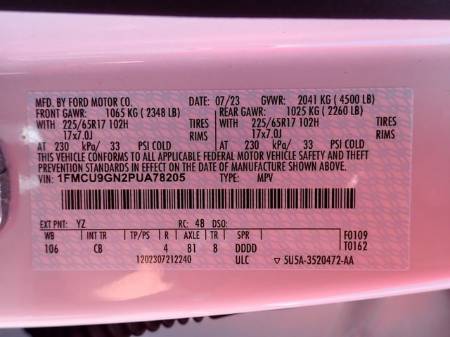 MFD. BY FORD MOTOR CO. DATE: 07/23 GVWR: 2041 KG ( 4500 LB)
FRONT GAWR: 1065 KG ( 2348 LB) REAR GAWR: 1025 KG ( 2260 LB)
WITH 225/65R17 102H TIRES WITH 225/65R17 102H TIRES
17x7.0J RIMS 17x7.0J RIMS
AT 230 kPa/ 33 PSI COLD AT 230 kPa/ 33 PSI COLD
THIS VEHICLE CONFORMS TO ALL APPLICABLE FEDERAL MOTOR VEHICLE SAFETY AND THEFT
PREVENTION STANDARDS IN EFFECT ON THE DATE OF MANUFACTURE SHOWN ABOVE.
VIN: 1FMCU9GN2PUA78205 TYPE: MPV
EXT PNT: YZ RC: 48 DSO:
WB INT TR TP/PS R AXLE TR SPR F0109
106 CB 4 81 8 DDDD T0162
1202307212240 ULC 5U5A-3520472-AA